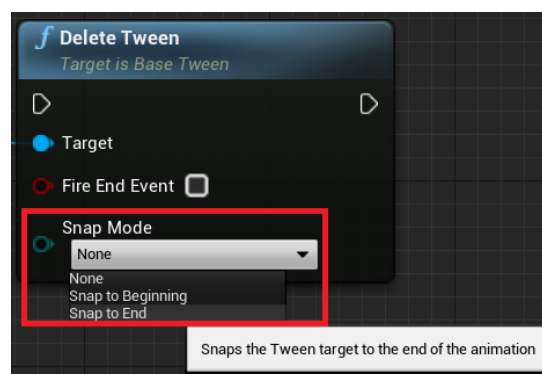 f Delete Tween
Target is Base Tween
Target
Fire End Event
Snap Mode
None
None
Snap to Beginning
Snap to End
Snaps the Tween target to the end of the animation